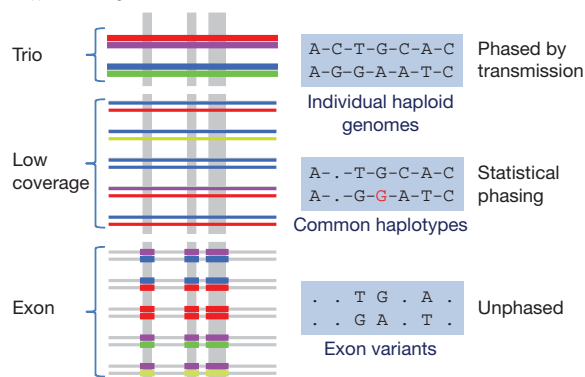 Trio
A-C-T-G-C-A-C
A-G-G-A-A-T-C
Phased by
transmission
Individual haploid
genomes
Low
coverage
A-.-T-G-C-A-C
A-.-G-G-A-T-C
Statistical
phasing
Common haplotypes
Exon
. . T G . A .
. . G A . T .
Unphased
Exon variants